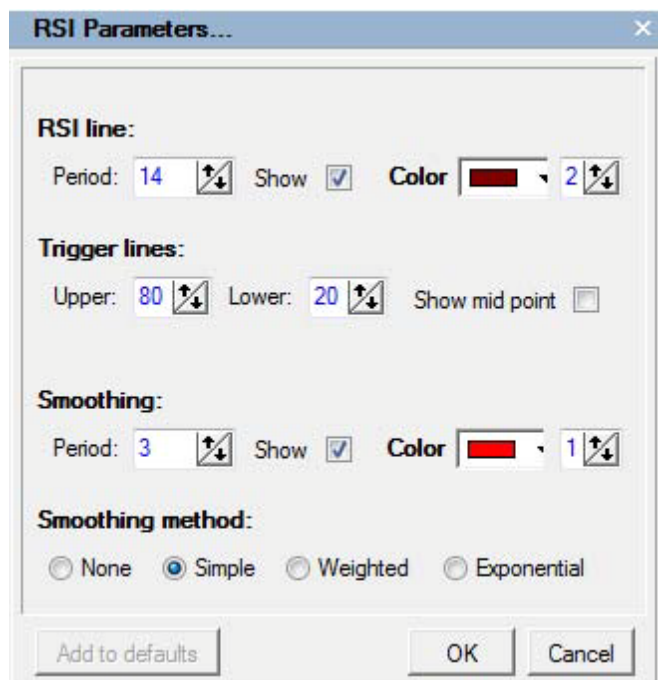 RSI Parameters...
RSI line:
Period: 14 Show Color 2
Trigger lines:
Upper: 80 Lower: 20 Show mid point
Smoothing:
Period: 3 Show Color 1
Smoothing method:
None Simple Weighted Exponential
Add to defaults OK Cancel